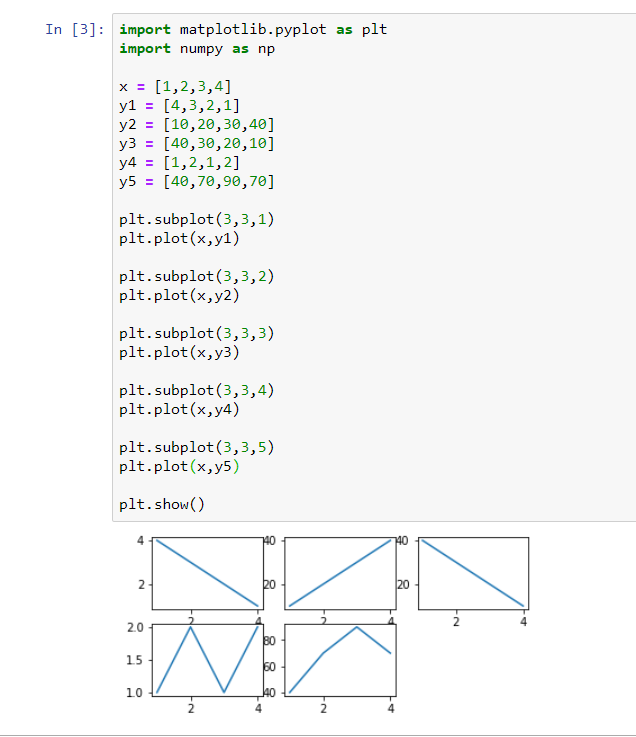 In [3]: import matplotlib.pyplot as plt
import numpy as np
x = [1,2,3,4]
y1 = [4,3,2,1]
y2 = [10,20,30,40]
y3 = [40,30,20,10]
y4 = [1,2,1,2]
y5 = [40,70,90,70]
plt.subplot(3,3,1)
plt.plot(x,y1)
plt.subplot(3,3,2)
plt.plot(x,y2)
plt.subplot(3,3,3)
plt.plot(x,y3)
plt.subplot(3,3,4)
plt.plot(x,y4)
plt.subplot(3,3,5)
plt.plot(x,y5)
plt.show()
4 40 40
2 20 20
2 4 2 4 2 4
2.0
80
1.5 60
1.0 40
2 4 2 4